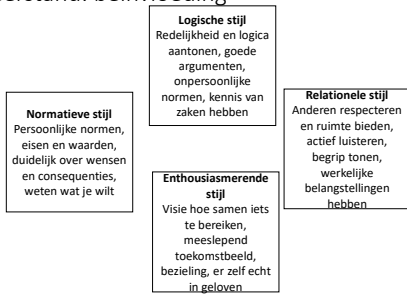 beïnvloeding
Logische stijl
Redelijkheid en logica
aantonen, goede
argumenten,
onpersoonlijke
normen, kennis van
zaken hebben
Normatieve stijl
Persoonlijke normen,
eisen en waarden,
duidelijk over wensen
en consequenties,
weten wat je wilt
Relationele stijl
Anderen respecteren
en ruimte bieden,
actief luisteren,
begrip tonen,
werkelijke
belangstellingen
hebben
Enthousiasmerende
stijl
Visie hoe samen iets
te bereiken,
meeslepend
toekomstbeeld,
bezieling, er zelf echt
in geloven